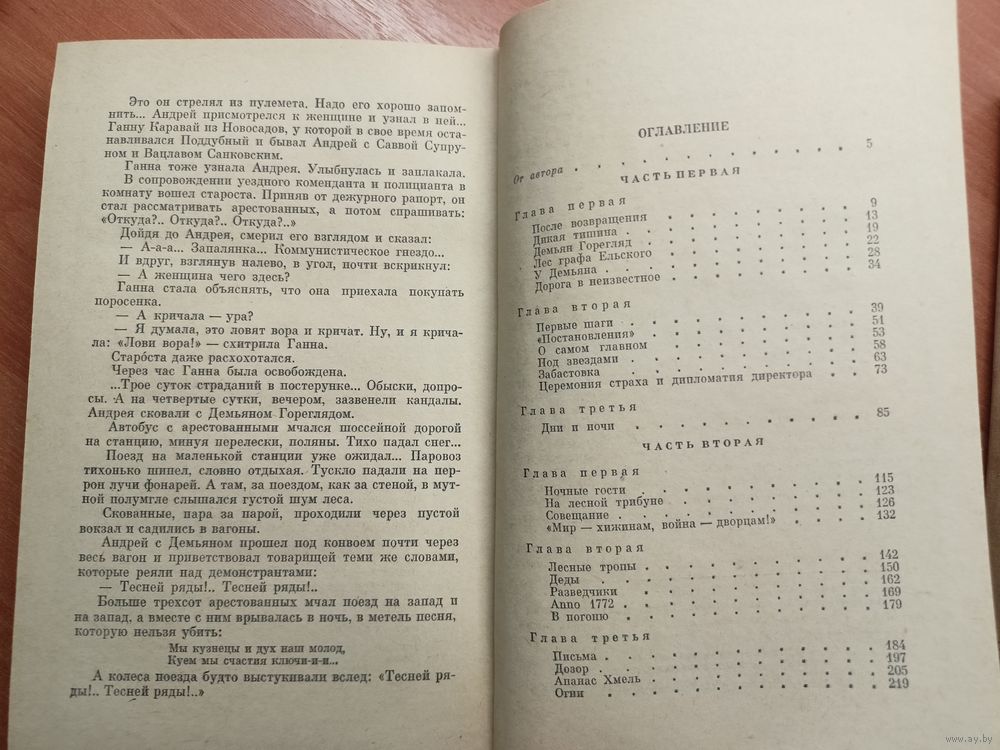 Это он стрелял из пулемета. Надо его хорошо запом-
нить... Андрей присмотрелся к женщине и узнал в ней...
Ганну Каравай из Новосадов, у которой в свое время оста-
навливался Поддубный и бывал Андрей с Саввой Супру-
ном и Вацлавом Санковским.
Ганна тоже узнала Андрея. Улыбнулась и заплакала.
В сопровождении уездного коменданта и полицианта в
комнату вошел староста. Приняв от дежурного рапорт, он
стал рассматривать арестованных, а потом спрашивать:
«Откуда?.. Откуда?.. Откуда?..»
Дойдя до Андрея, смерил его взглядом и сказал:
— А-а-а... Запалянка... Коммунистическое гнездо...
И вдруг, взглянув налево, в угол, почти вскрикнул:
— А женщина чего здесь?
Ганна стала объяснять, что она приехала покупать
поросенка.
— А кричала — ура?
— Я думала, это ловят вора и кричат. Ну, и я крича-
ла: «Лови вора!» — схитрила Ганна.
Староста даже расхохотался.
Через час Ганна была освобождена.
...Трое суток страданий в постерунке... Обыски, допро-
сы. А на четвертые сутки, вечером, зазвенели кандалы.
Андрея сковали с Демьяном Гореглядом.
Автобус с арестованными мчался шоссейной дорогой
на станцию, минуя перелески, поляны. Тихо падал снег...
Поезд на маленькой станции уже ожидал... Паровоз
тихонько шипел, словно отдыхая. Тускло падали на пер-
рон лучи фонарей. А там, за поездом, как за стеной, в мут-
ной полумгле слышался густой шум леса.
Скованные, пара за парой, проходили через пустой
вокзал и садились в вагоны.
Андрей с Демьяном прошел под конвоем почти через
весь вагон и приветствовал товарищей теми же словами,
которые реяли над демонстрантами:
— Тесней ряды!.. Тесней ряды!..
Больше трехсот арестованных мчал поезд на запад и
на запад, а вместе с ним врывалась в ночь, в метель песня,
которую нельзя убить:
Мы кузнецы и дух наш молод,
Куем мы счастия ключи-и-и...
А колеса поезда будто выстукивали вслед: «Тесней ря-
ды!.. Тесней ряды!..»
ОГЛАВЛЕНИЕ
От автора . . . . . . . . . . 5
ЧАСТЬ ПЕРВАЯ
Глава первая
После возвращения 9
Дикая тишина . . . . . . . . . 13
Демьян Горегляд . . . . . . . . . 19
Лес графа Ельского . . . . . . . . 22
У Демьяна . . . . . . . . . . 28
Дорога в неизвестное . . . . . . . 34
Глава вторая
Первые шаги . . . . . . . . . 39
«Постановления» . . . . . . . . 51
О самом главном . . . . . . . . 53
Под звездами . . . . . . . . . 58
Забастовка . . . . . . . . . . 63
Церемония страха и дипломатия директора . . . 73
Глава третья
Дни и ночи . . . . . . . . . . 85
ЧАСТЬ ВТОРАЯ
Глава первая
Ночные гости . . . . . . . . . 115
На лесной трибуне . . . . . . . . 123
Совещание . . . . . . . . . . 126
«Мир — хижинам, война — дворцам!» . . . . 132
Глава вторая
Лесные тропы . . . . . . . . . 142
Деды . . . . . . . . . . . 150
Разведчики . . . . . . . . . 162
Anno 1772 . . . . . . . . . . 169
В погоню . . . . . . . . . . 179
Глава третья
Письма . . . . . . . . . . . 184
Дозор . . . . . . . . . . . 197
Апанас Хмель . . . . . . . . . 205
Огни . . . . . . . . . . . 219
www.ay.by